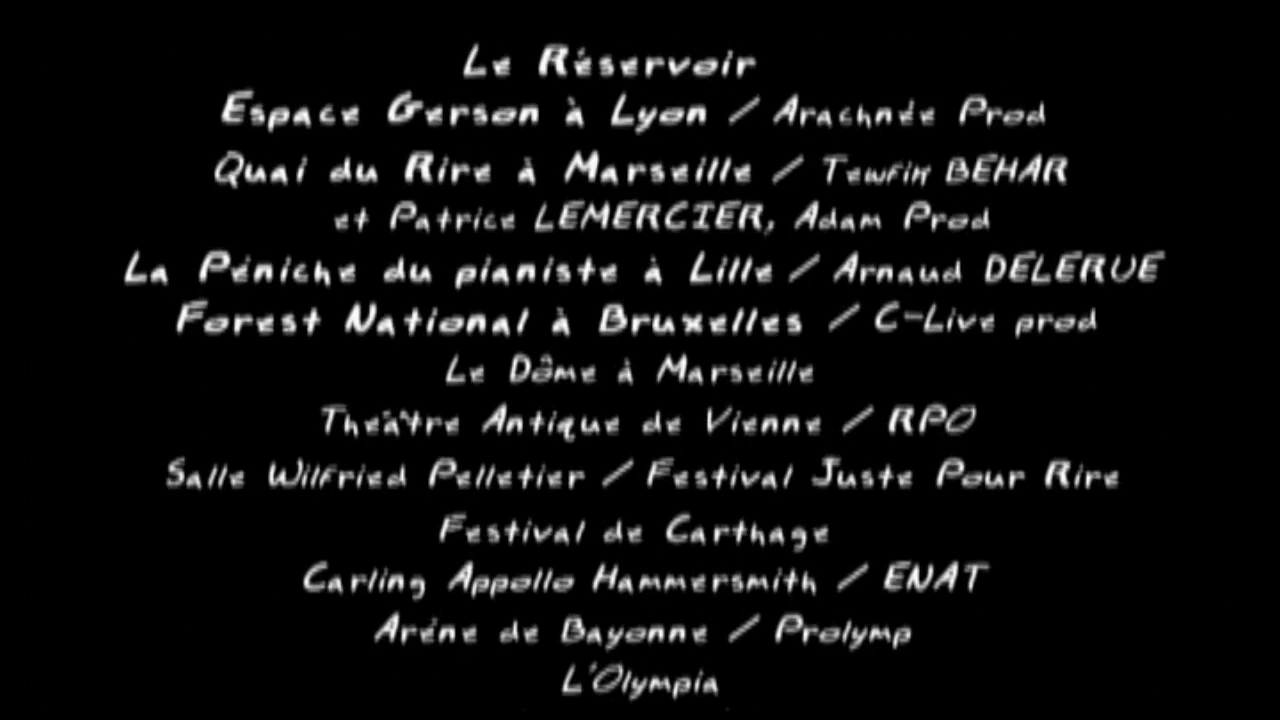 Le Réservoir
Espace Gerson à Lyon / Arachnée Prod
Quai du Rire à Marseille / Tewfik BEHAR
et Patrice LEMERCIER, Adam Prod
La Péniche du pianiste à Lille / Arnaud DELERUE
Forest National à Bruxelles / C-Live prod
Le Dôme à Marseille
Théâtre Antique de Vienne / RPO
Salle Wilfried Pelletier / Festival Juste Pour Rire
Festival de Carthage
Carling Appollo Hammersmith / ENAT
Aréne de Bayonne / Prolymp
L'Olympia